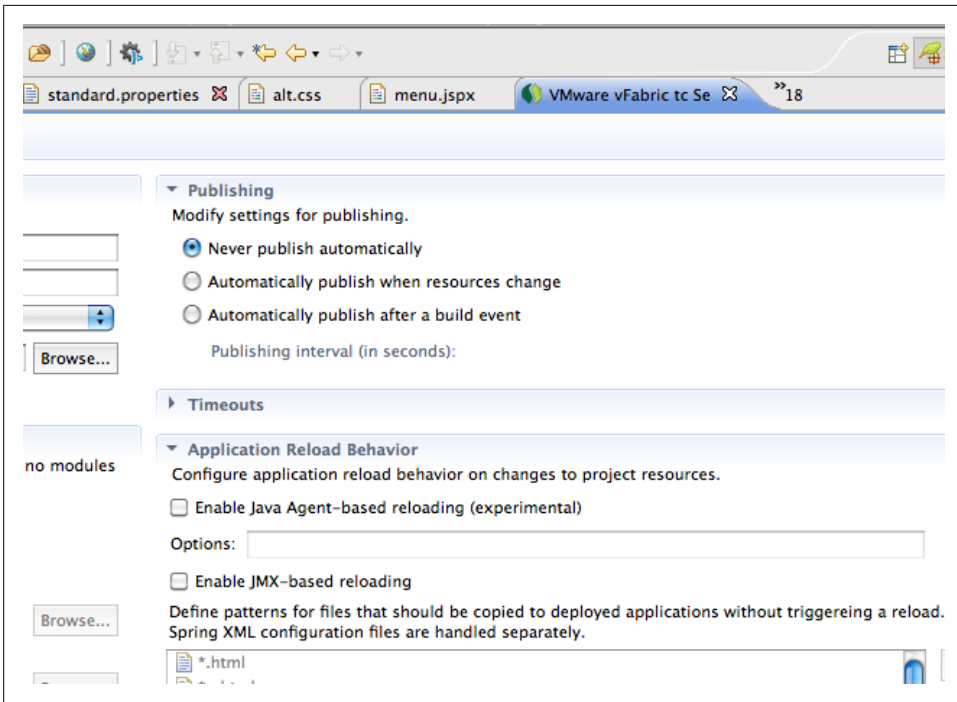 standard.properties
alt.css
menu.jspx
VMware vFabric tc Se
»18
Publishing
Modify settings for publishing.
Never publish automatically
Automatically publish when resources change
Automatically publish after a build event
Publishing interval (in seconds):
Browse...
Timeouts
Application Reload Behavior
no modules
Configure application reload behavior on changes to project resources.
Enable Java Agent-based reloading (experimental)
Options:
Enable JMX-based reloading
Define patterns for files that should be copied to deployed applications without triggereing a reload.
Browse...
Spring XML configuration files are handled separately.
*.html